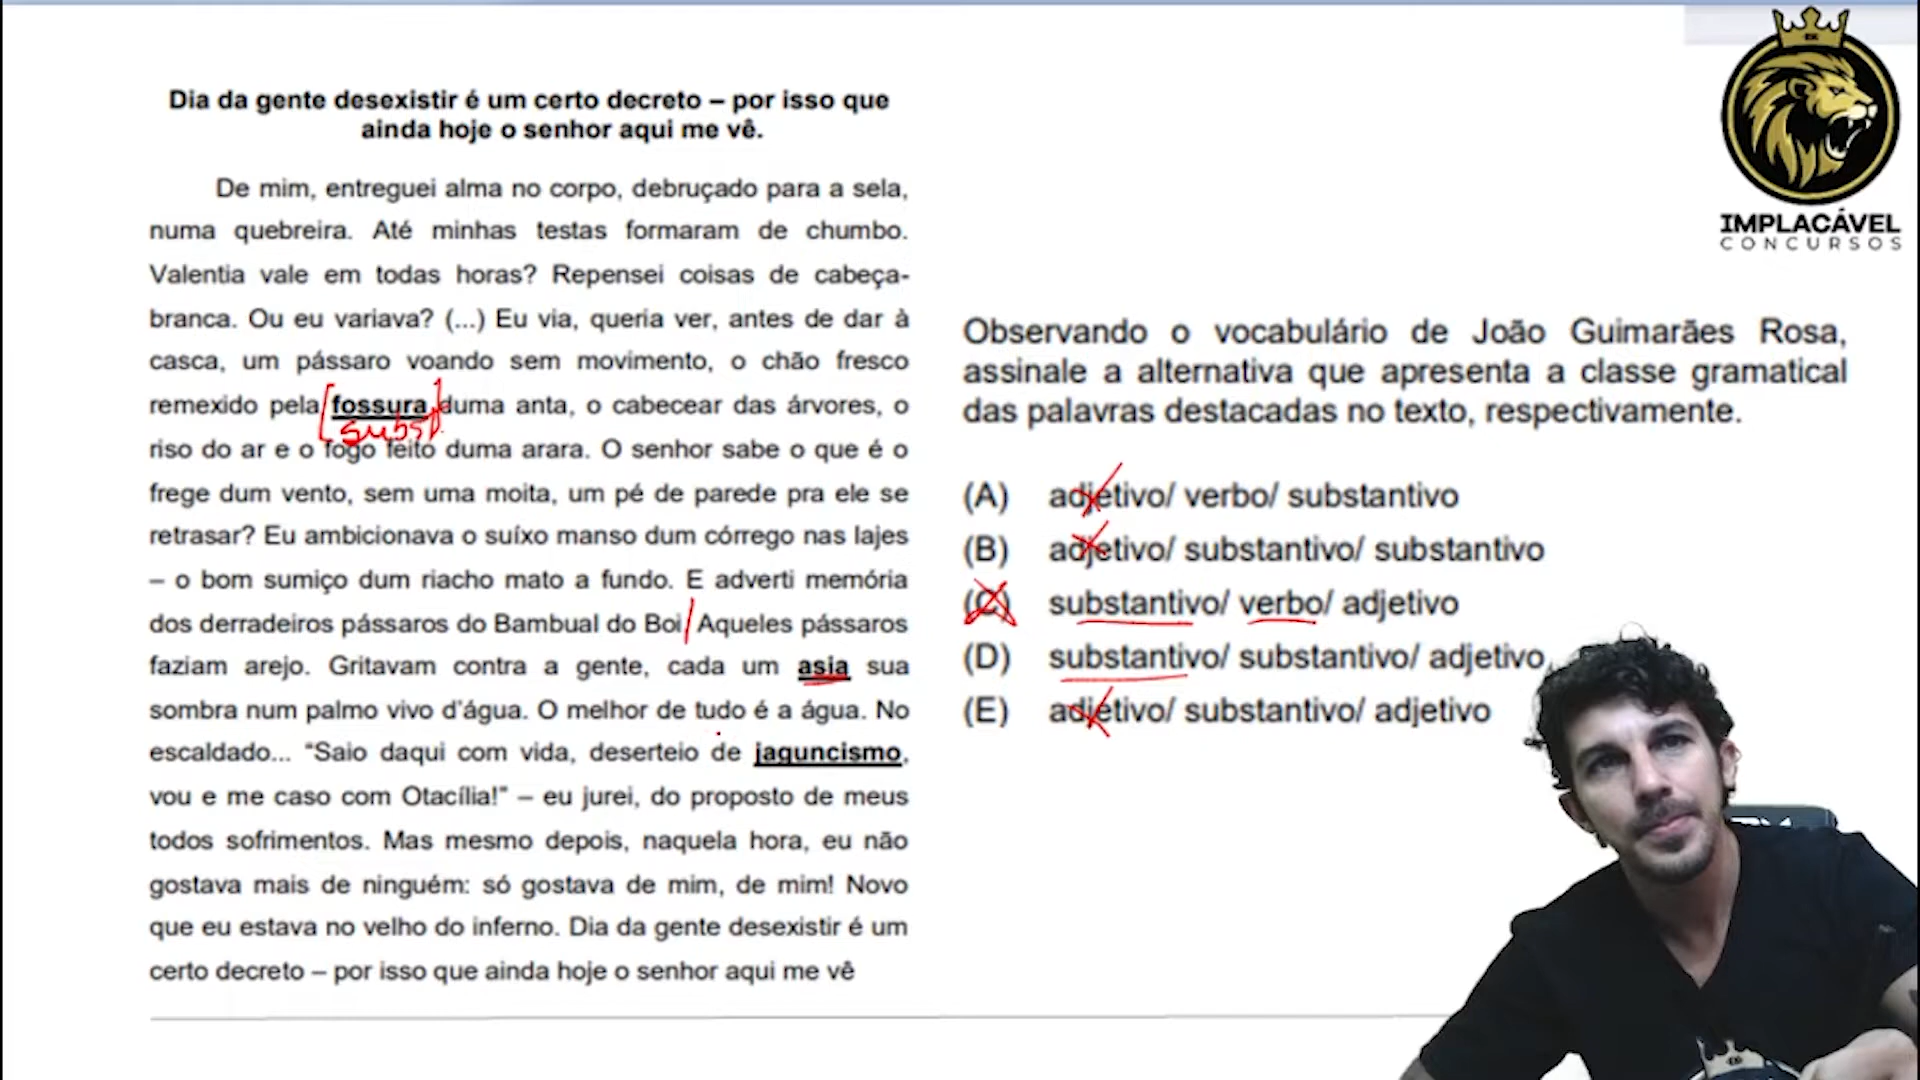 Dia da gente desexistir é um certo decreto – por isso que
ainda hoje o senhor aqui me vê.
De mim, entreguei alma no corpo, debruçado para a sela,
numa quebreira. Até minhas testas formaram de chumbo.
Valentia vale em todas horas? Repensei coisas de cabeça-
branca. Ou eu variava? (...) Eu via, queria ver, antes de dar à
casca, um pássaro voando sem movimento, o chão fresco
remexido pela fossura duma anta, o cabecear das árvores, o
subst
riso do ar e o fogo feito duma arara. O senhor sabe o que é o
frege dum vento, sem uma moita, um pé de parede pra ele se
retrasar? Eu ambicionava o suíxo manso dum córrego nas lajes
– o bom sumiço dum riacho mato a fundo. E adverti memória
dos derradeiros pássaros do Bambual do Boi Aqueles pássaros
faziam arejo. Gritavam contra a gente, cada um asia sua
sombra num palmo vivo d'água. O melhor de tudo é a água. No
escaldado... “Saio daqui com vida, deserteio de jaguncismo,
vou e me caso com Otacília!” – eu jurei, do proposto de meus
todos sofrimentos. Mas mesmo depois, naquela hora, eu não
gostava mais de ninguém: só gostava de mim, de mim! Novo
que eu estava no velho do inferno. Dia da gente desexistir é um
certo decreto – por isso que ainda hoje o senhor aqui me vê
IMPLACÁVEL
CONCURSOS
Observando o vocabulário de João Guimarães Rosa,
assinale a alternativa que apresenta a classe gramatical
das palavras destacadas no texto, respectivamente.
(A) adjetivo/ verbo/ substantivo
(B) adjetivo/ substantivo/ substantivo
(C) substantivo/ verbo/ adjetivo
(D) substantivo/ substantivo/ adjetivo
(E) adjetivo/ substantivo/ adjetivo